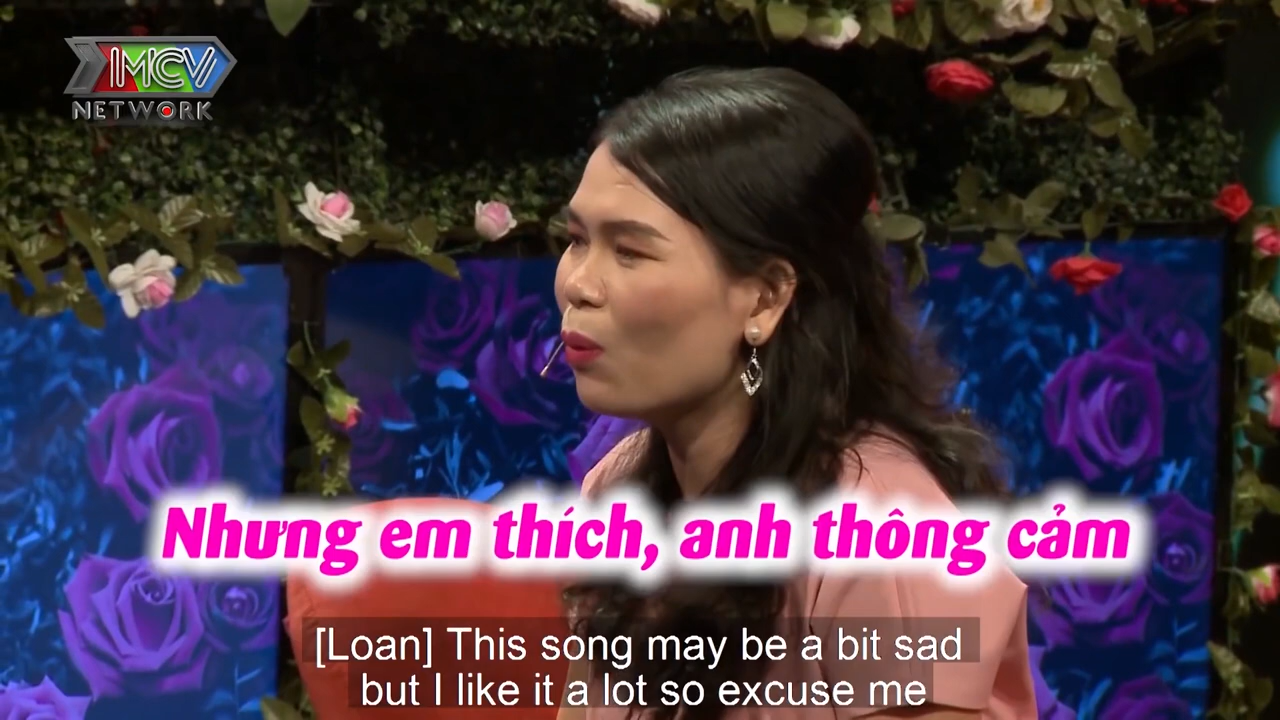 MCV
NETWORK
Nhưng em thích, anh thông cảm
[Loan] This song may be a bit sad
but I like it a lot so excuse me